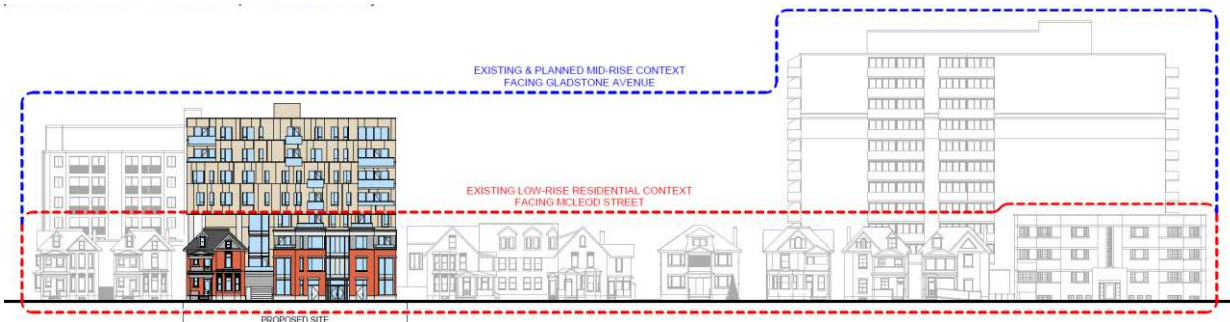 EXISTING & PLANNED MID-RISE CONTEXT
FACING GLADSTONE AVENUE
EXISTING LOW-RISE RESIDENTIAL CONTEXT
FACING MCLEOD STREET
PROPOSED SITE